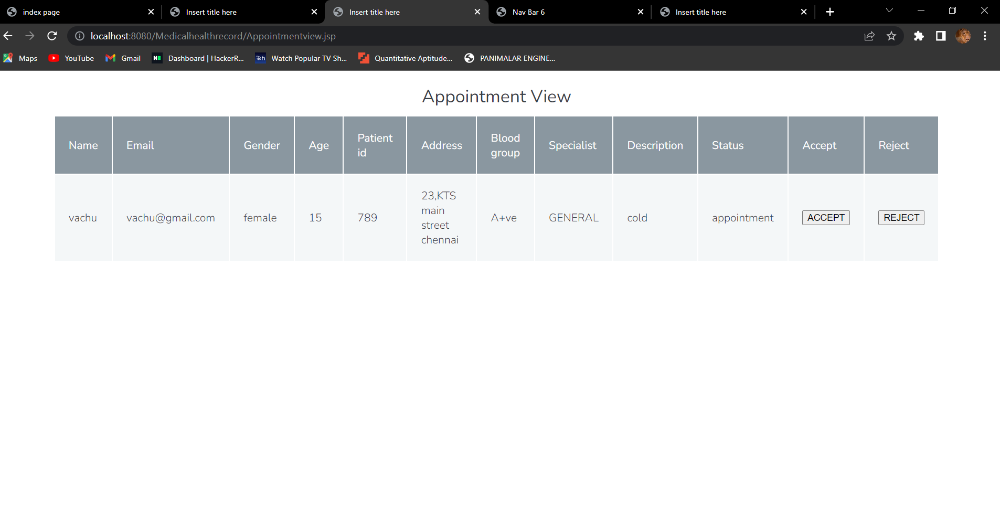 index page
Insert title here
Insert title here
Nav Bar 6
Insert title here
localhost:8080/Medicalhealthrecord/Appointmentview.jsp
Maps
YouTube
Gmail
Dashboard | HackerR...
Watch Popular TV Sh...
Quantitative Aptitude...
PANIMALAR ENGINE...
Appointment View
Name
Email
Gender
Age
Patient
id
Address
Blood
group
Specialist
Description
Status
Accept
Reject
vachu
vachu@gmail.com
female
15
789
23,KTS
main
street
chennai
A+ve
GENERAL
cold
appointment
ACCEPT
REJECT